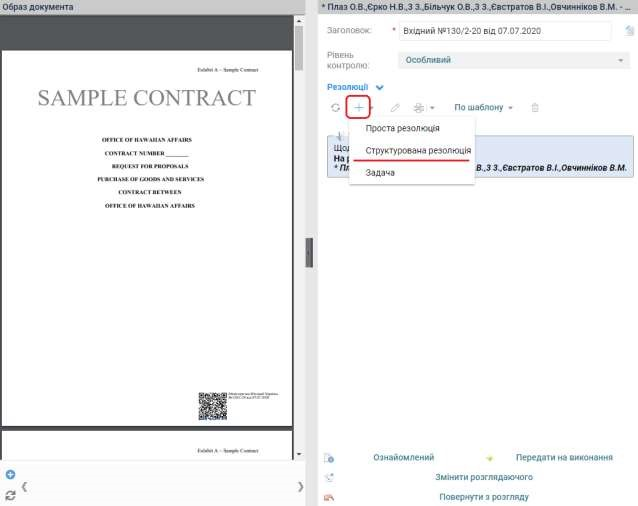 Образ документа
Exhibit A – Sample Contract
SAMPLE CONTRACT
OFFICE OF HAWAIIAN AFFAIRS
CONTRACT NUMBER ________
REQUEST FOR PROPOSALS
PURCHASE OF GOODS AND SERVICES
CONTRACT BETWEEN
OFFICE OF HAWAIIAN AFFAIRS
Exhibit A – Sample Contract
* Плаз О.В.,Єрко Н.В.,З З.,Більчук О.В.,З З.,Євстратов В.І.,Овчинніков В.М. - ...
Заголовок: * Вхідний №130/2-20 від 07.07.2020
Рівень контролю: Особливий
Резолюції
По шаблону
Проста резолюція
Структурована резолюція
Задача
Щод
На р
* Пл В.,З З.,Євстратов В.І.,Овчинніков В.М.
Ознайомлений Передати на виконання
Змінити розглядаючого
Повернути з розгляду